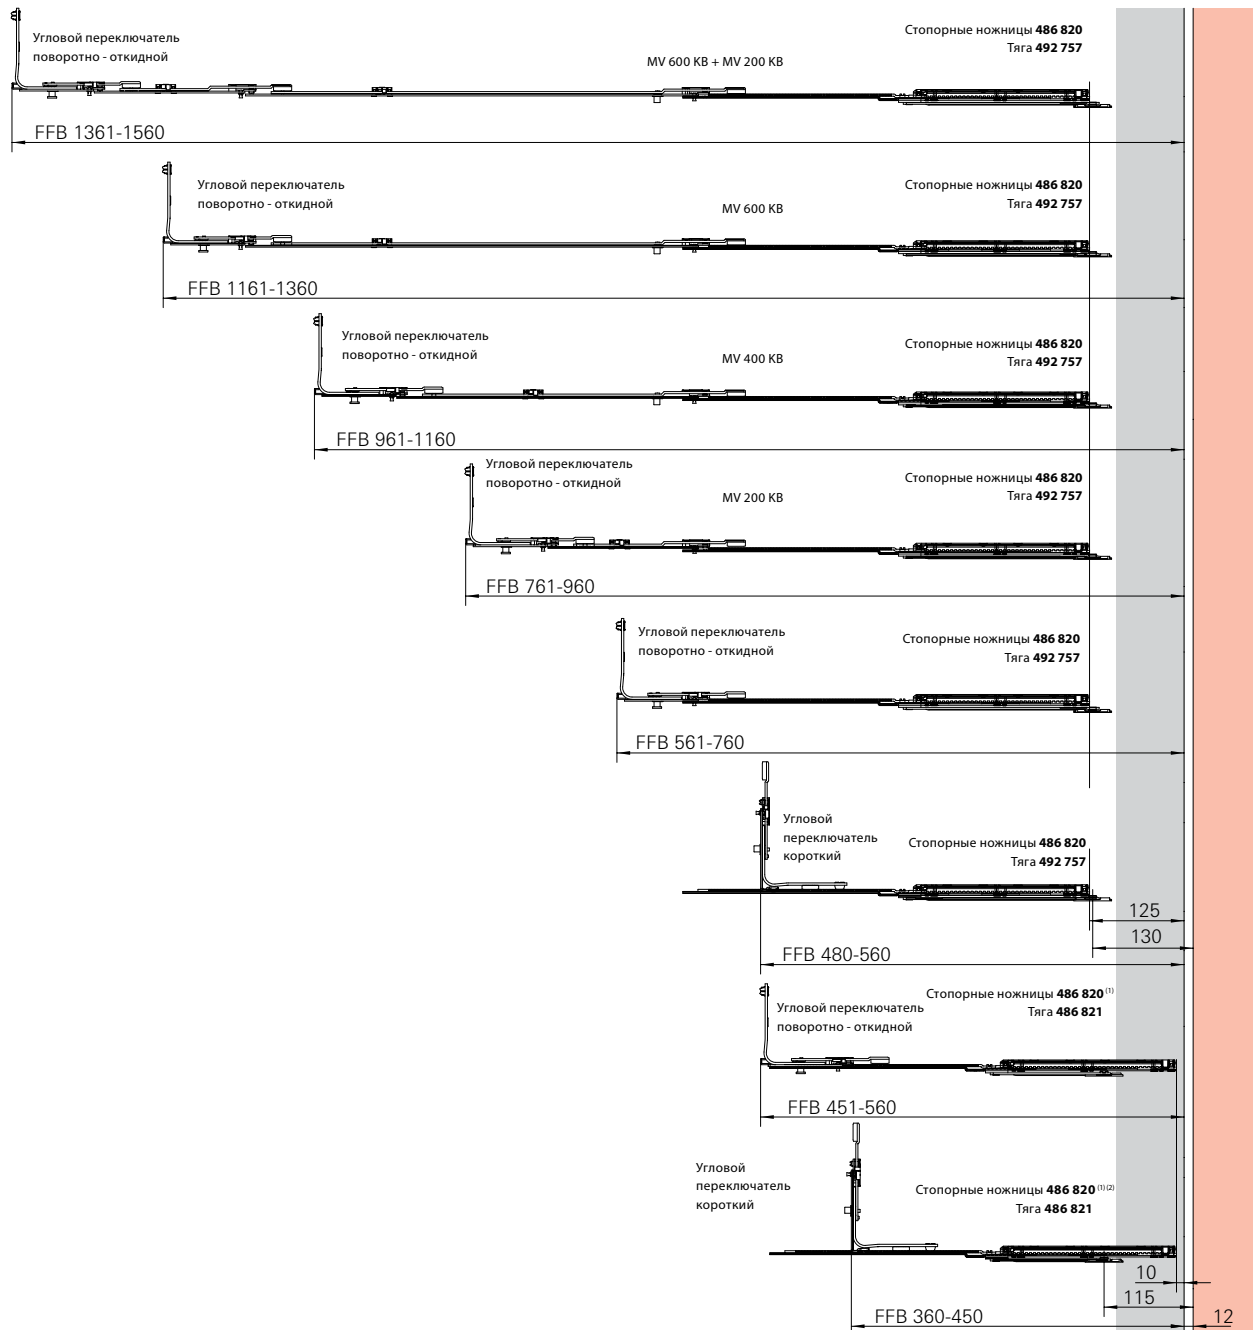 Угловой переключатель
поворотно - откидной
MV 600 KB + MV 200 KB
Стопорные ножницы 486 820
Тяга 492 757
FFB 1361-1560
Угловой переключатель
поворотно - откидной
MV 600 KB
Стопорные ножницы 486 820
Тяга 492 757
FFB 1161-1360
Угловой переключатель
поворотно - откидной
MV 400 KB
Стопорные ножницы 486 820
Тяга 492 757
FFB 961-1160
Угловой переключатель
поворотно - откидной
MV 200 KB
Стопорные ножницы 486 820
Тяга 492 757
FFB 761-960
Угловой переключатель
поворотно - откидной
Стопорные ножницы 486 820
Тяга 492 757
FFB 561-760
Угловой
переключатель
короткий
Стопорные ножницы 486 820
Тяга 492 757
125
130
FFB 480-560
Угловой переключатель
поворотно - откидной
Стопорные ножницы 486 820 (1)
Тяга 486 821
FFB 451-560
Угловой
переключатель
короткий
Стопорные ножницы 486 820 (1) (2)
Тяга 486 821
10
115
FFB 360-450
12